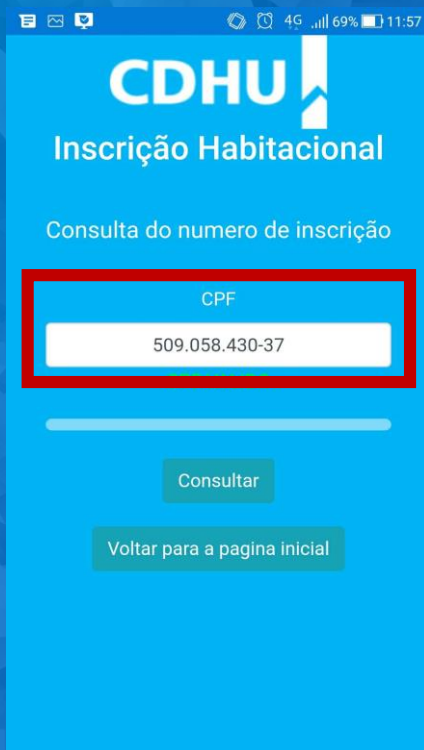 4G 69% 11:57
CDHU
Inscrição Habitacional
Consulta do numero de inscrição
CPF
509.058.430-37
Consultar
Voltar para a pagina inicial